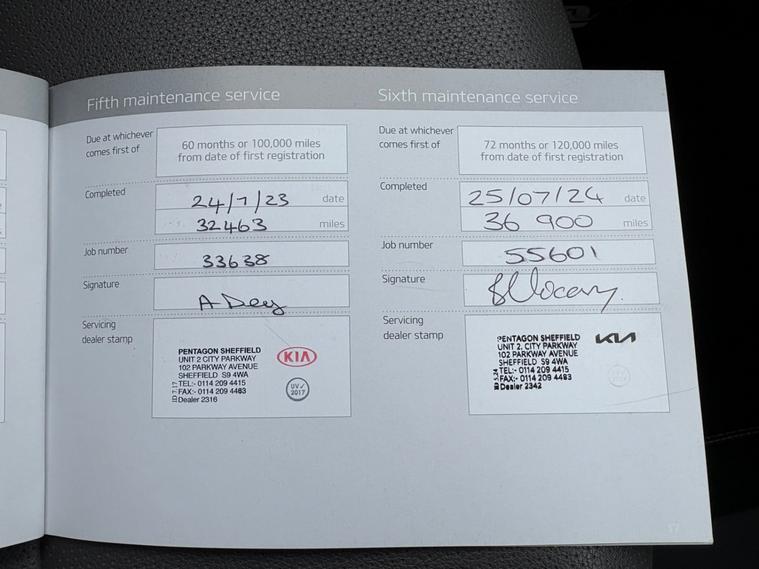 Fifth maintenance service
Due at whichever
comes first of
60 months or 100,000 miles
from date of first registration
Completed
24/7/23 date
32463 miles
Job number
33638
Signature
A Dey
Servicing
dealer stamp
PENTAGON SHEFFIELD
UNIT 2 CITY PARKWAY
102 PARKWAY AVENUE
SHEFFIELD S9 4WA
TEL:- 0114 209 4415
FAX:- 0114 209 4483
Dealer 2316
KIA
UV✓
2017
Sixth maintenance service
Due at whichever
comes first of
72 months or 120,000 miles
from date of first registration
Completed
25/07/24 date
36 900 miles
Job number
55601
Signature
Servicing
dealer stamp
PENTAGON SHEFFIELD
UNIT 2. CITY PARKWAY
102 PARKWAY AVENUE
SHEFFIELD S9 4WA
TEL:- 0114 209 4415
FAX:- 0114 209 4483
Dealer 2342
KIA
17